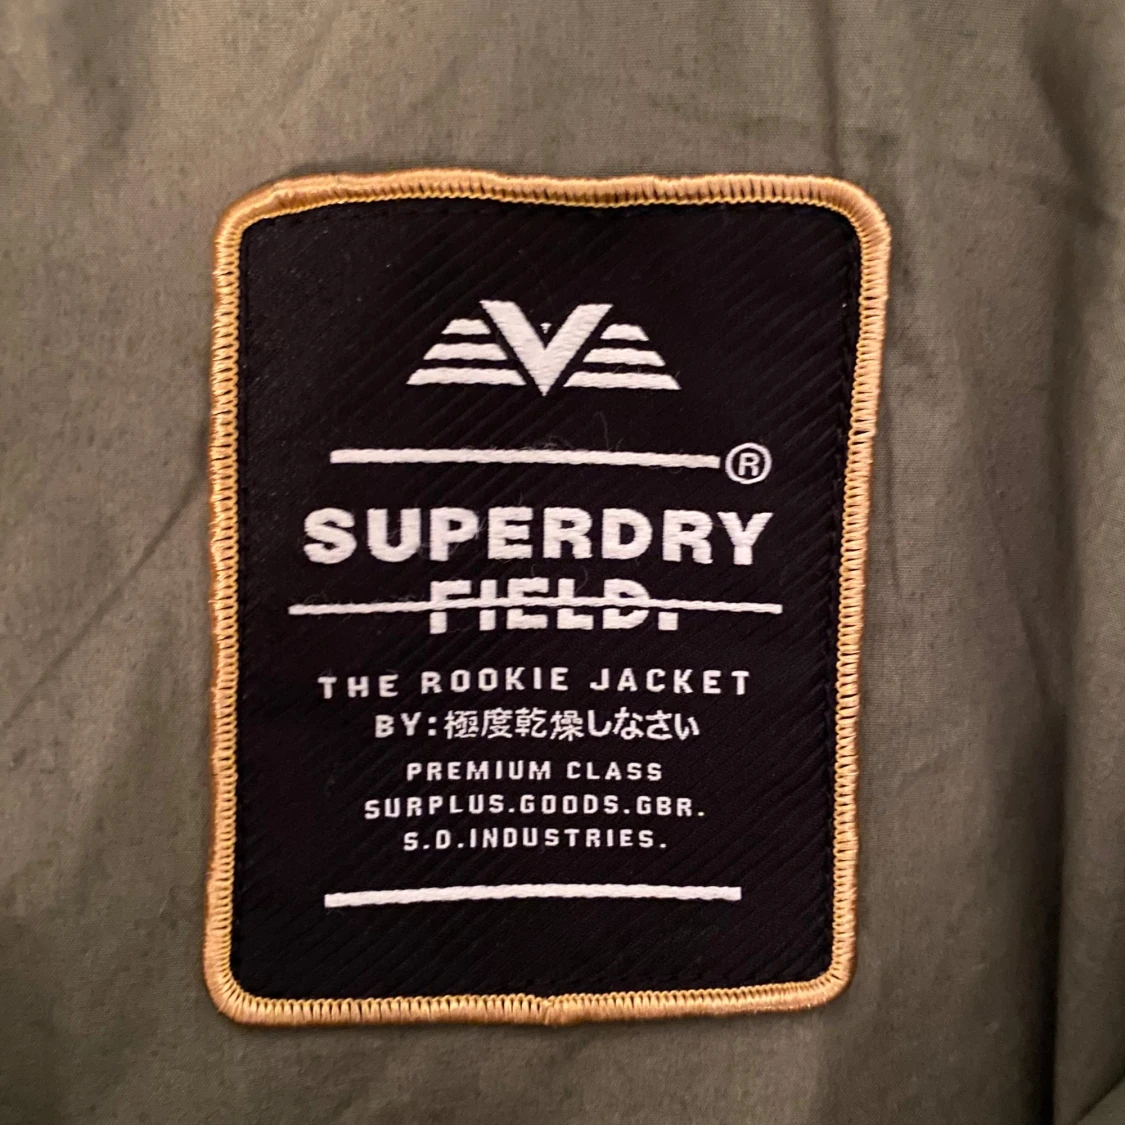 ®
SUPERDRY
FIELD.
THE ROOKIE JACKET
BY:極度乾燥しなさい
PREMIUM CLASS
SURPLUS.GOODS.GBR.
S.D.INDUSTRIES.